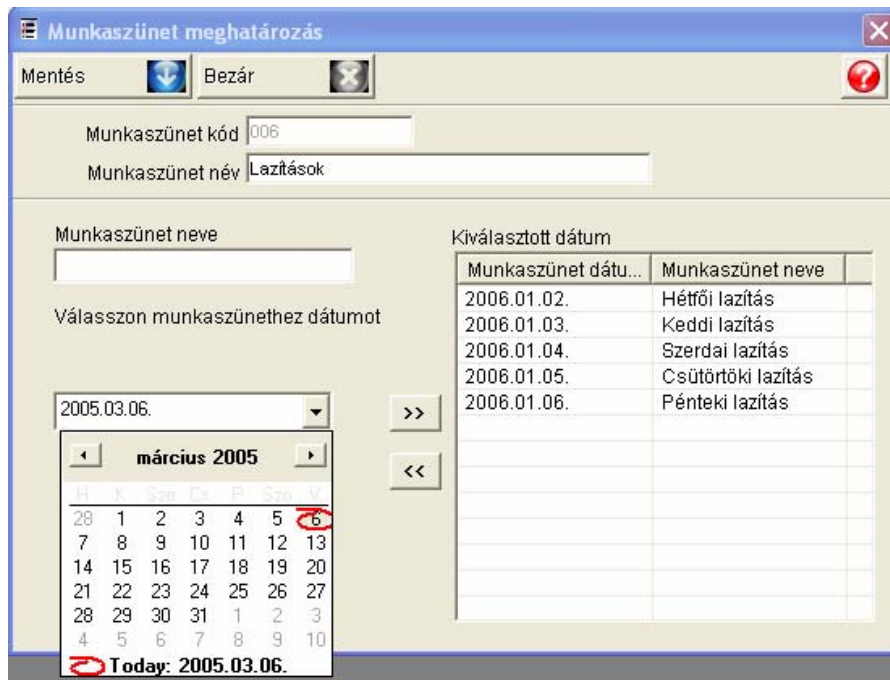 Munkaszünet meghatározás
Mentés Bezár
Munkaszünet kód 006
Munkaszünet név Lazítások
Munkaszünet neve
Válasszon munkaszünethez dátumot
2005.03.06.
március 2005
H K Sze Cs P Szo V
28 1 2 3 4 5 6
7 8 9 10 11 12 13
14 15 16 17 18 19 20
21 22 23 24 25 26 27
28 29 30 31 1 2 3
4 5 6 7 8 9 10
Today: 2005.03.06.
>>
<<
Kiválasztott dátum
Munkaszünet dátu... Munkaszünet neve
2006.01.02. Hétfői lazítás
2006.01.03. Keddi lazítás
2006.01.04. Szerdai lazítás
2006.01.05. Csütörtöki lazítás
2006.01.06. Pénteki lazítás